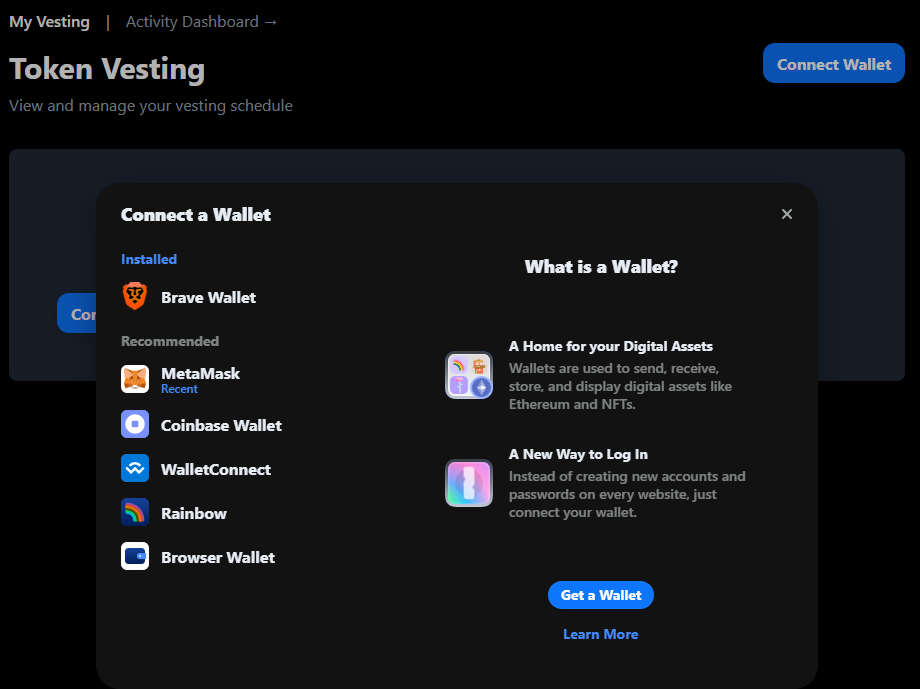 My Vesting | Activity Dashboard →
Token Vesting
Connect Wallet
View and manage your vesting schedule
Con
Connect a Wallet
×
Installed
Brave Wallet
Recommended
MetaMask
Recent
Coinbase Wallet
WalletConnect
Rainbow
Browser Wallet
What is a Wallet?
A Home for your Digital Assets
Wallets are used to send, receive,
store, and display digital assets like
Ethereum and NFTs.
A New Way to Log In
Instead of creating new accounts and
passwords on every website, just
connect your wallet.
Get a Wallet
Learn More